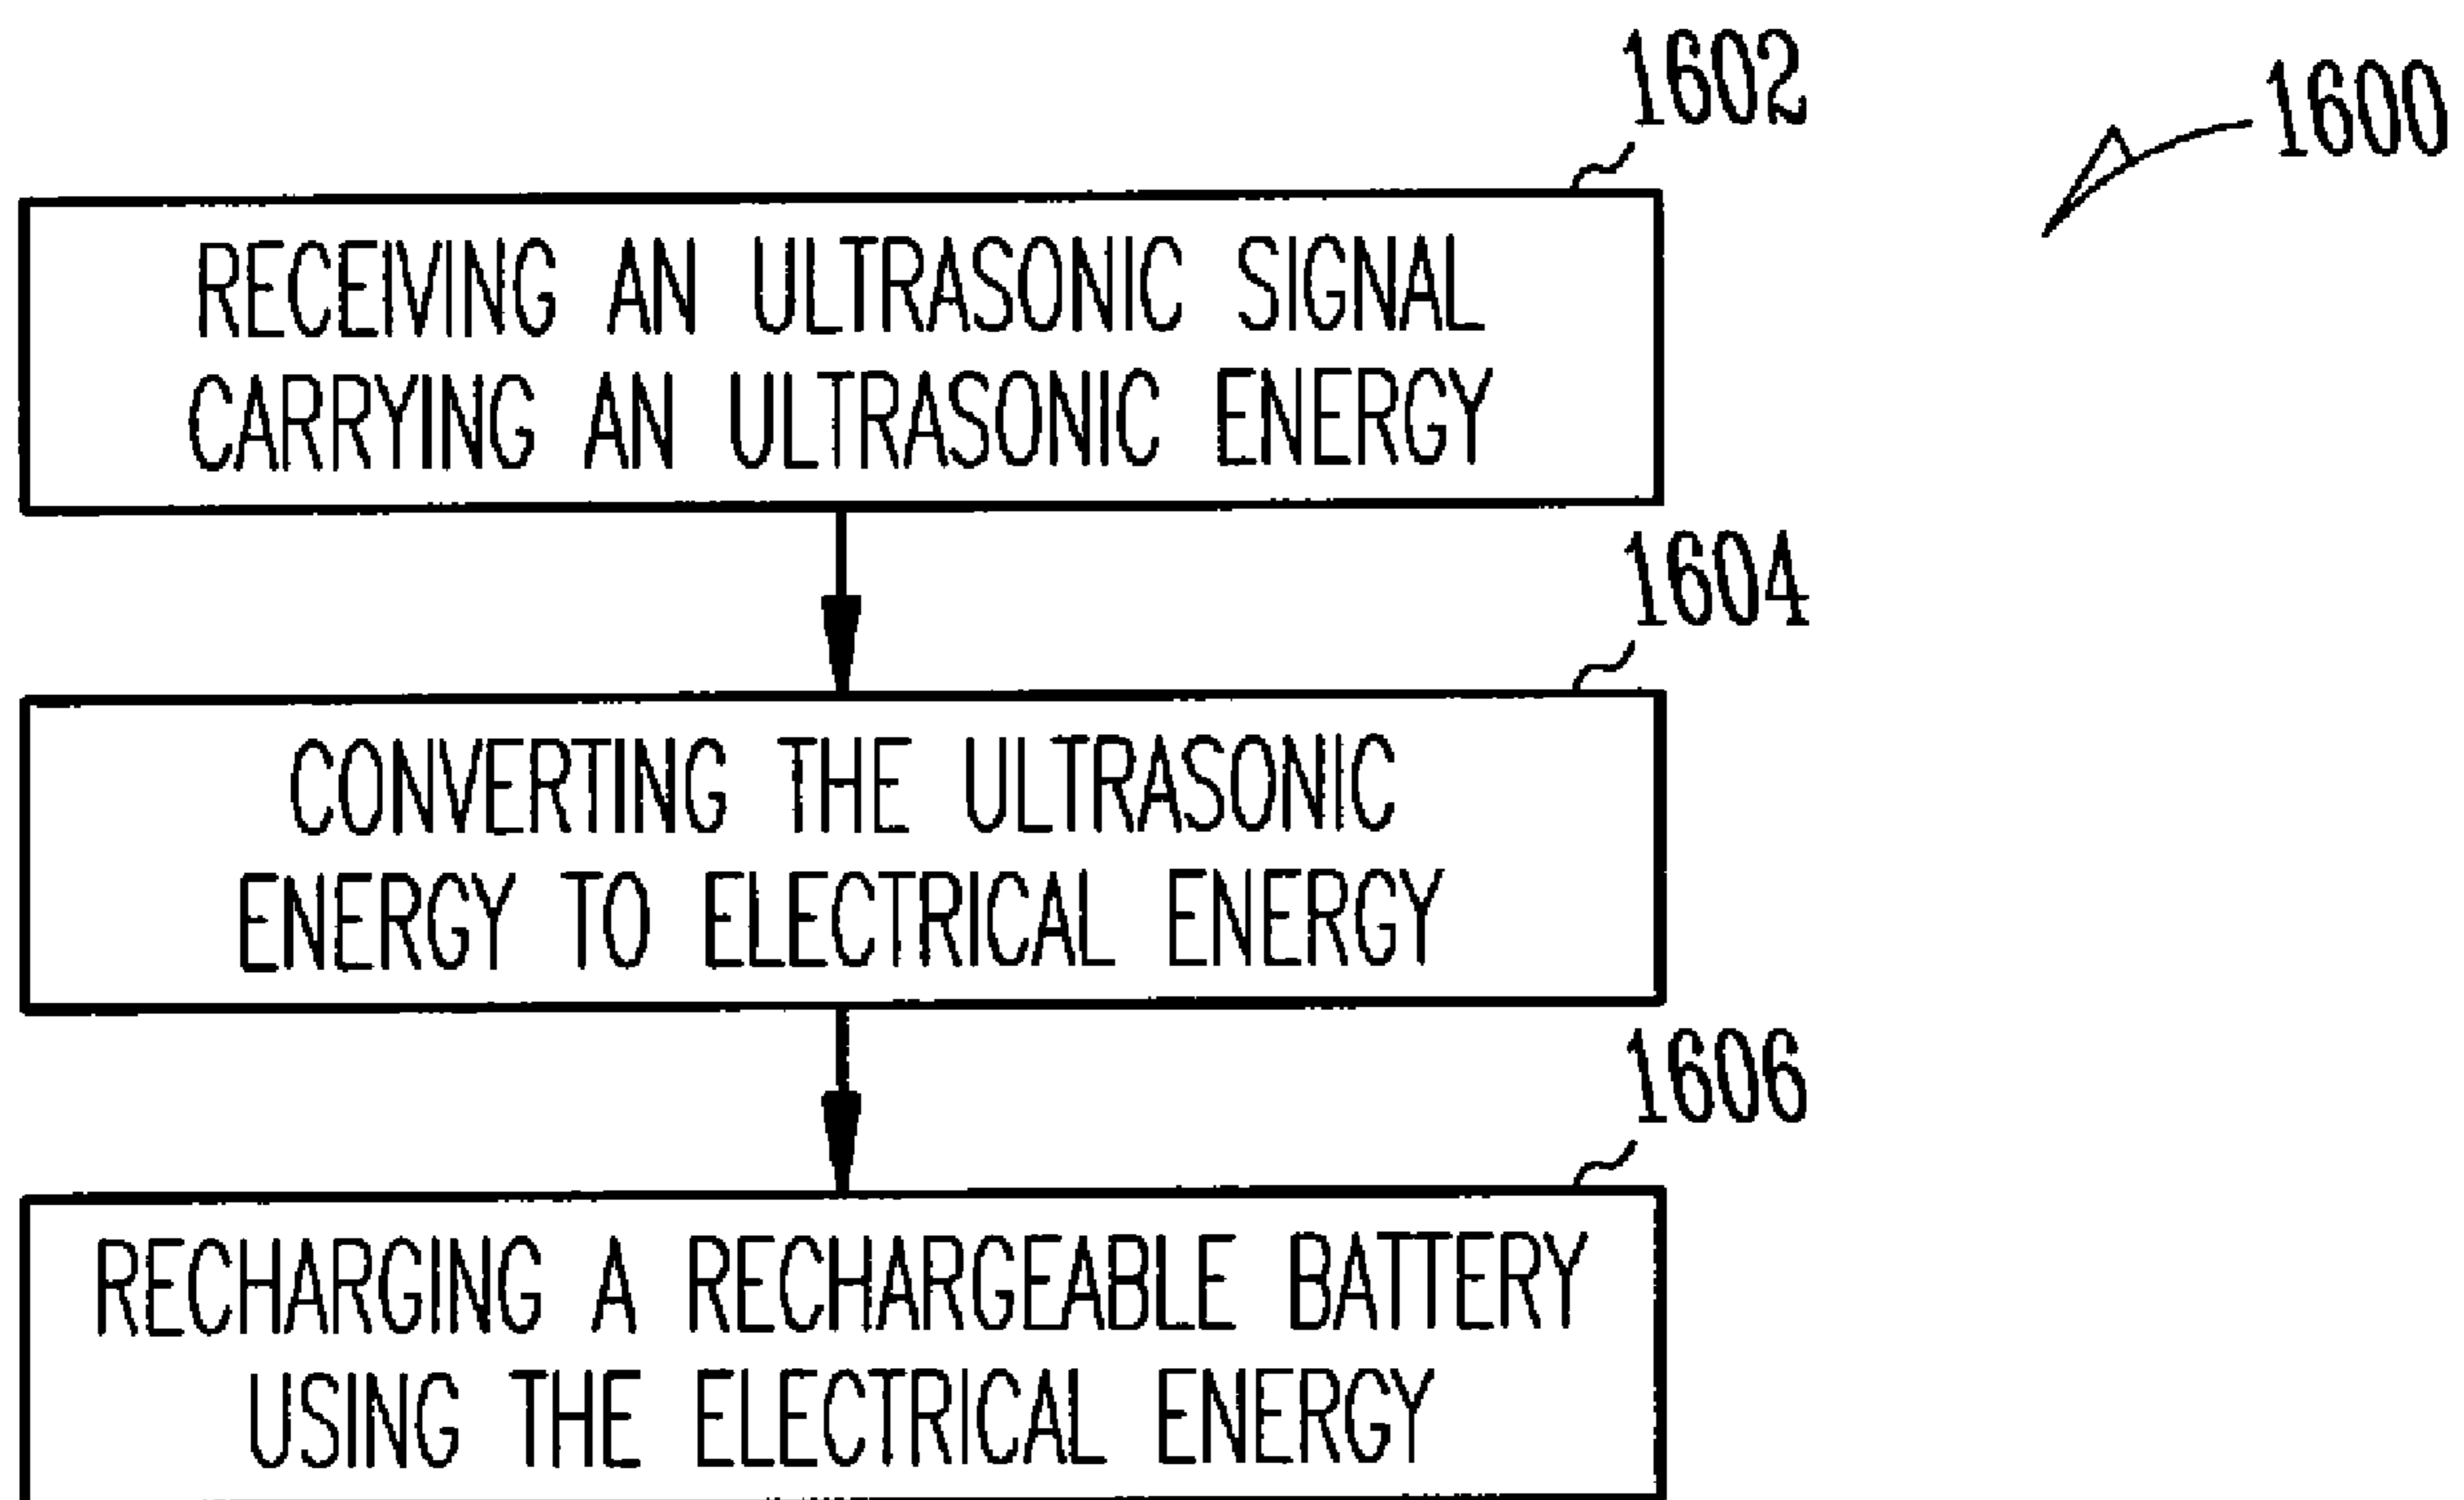 1602
1600
RECEIVING AN ULTRASONIC SIGNAL
CARRYING AN ULTRASONIC ENERGY
1604
CONVERTING THE ULTRASONIC
ENERGY TO ELECTRICAL ENERGY
1606
RECHARGING A RECHARGEABLE BATTERY
USING THE ELECTRICAL ENERGY